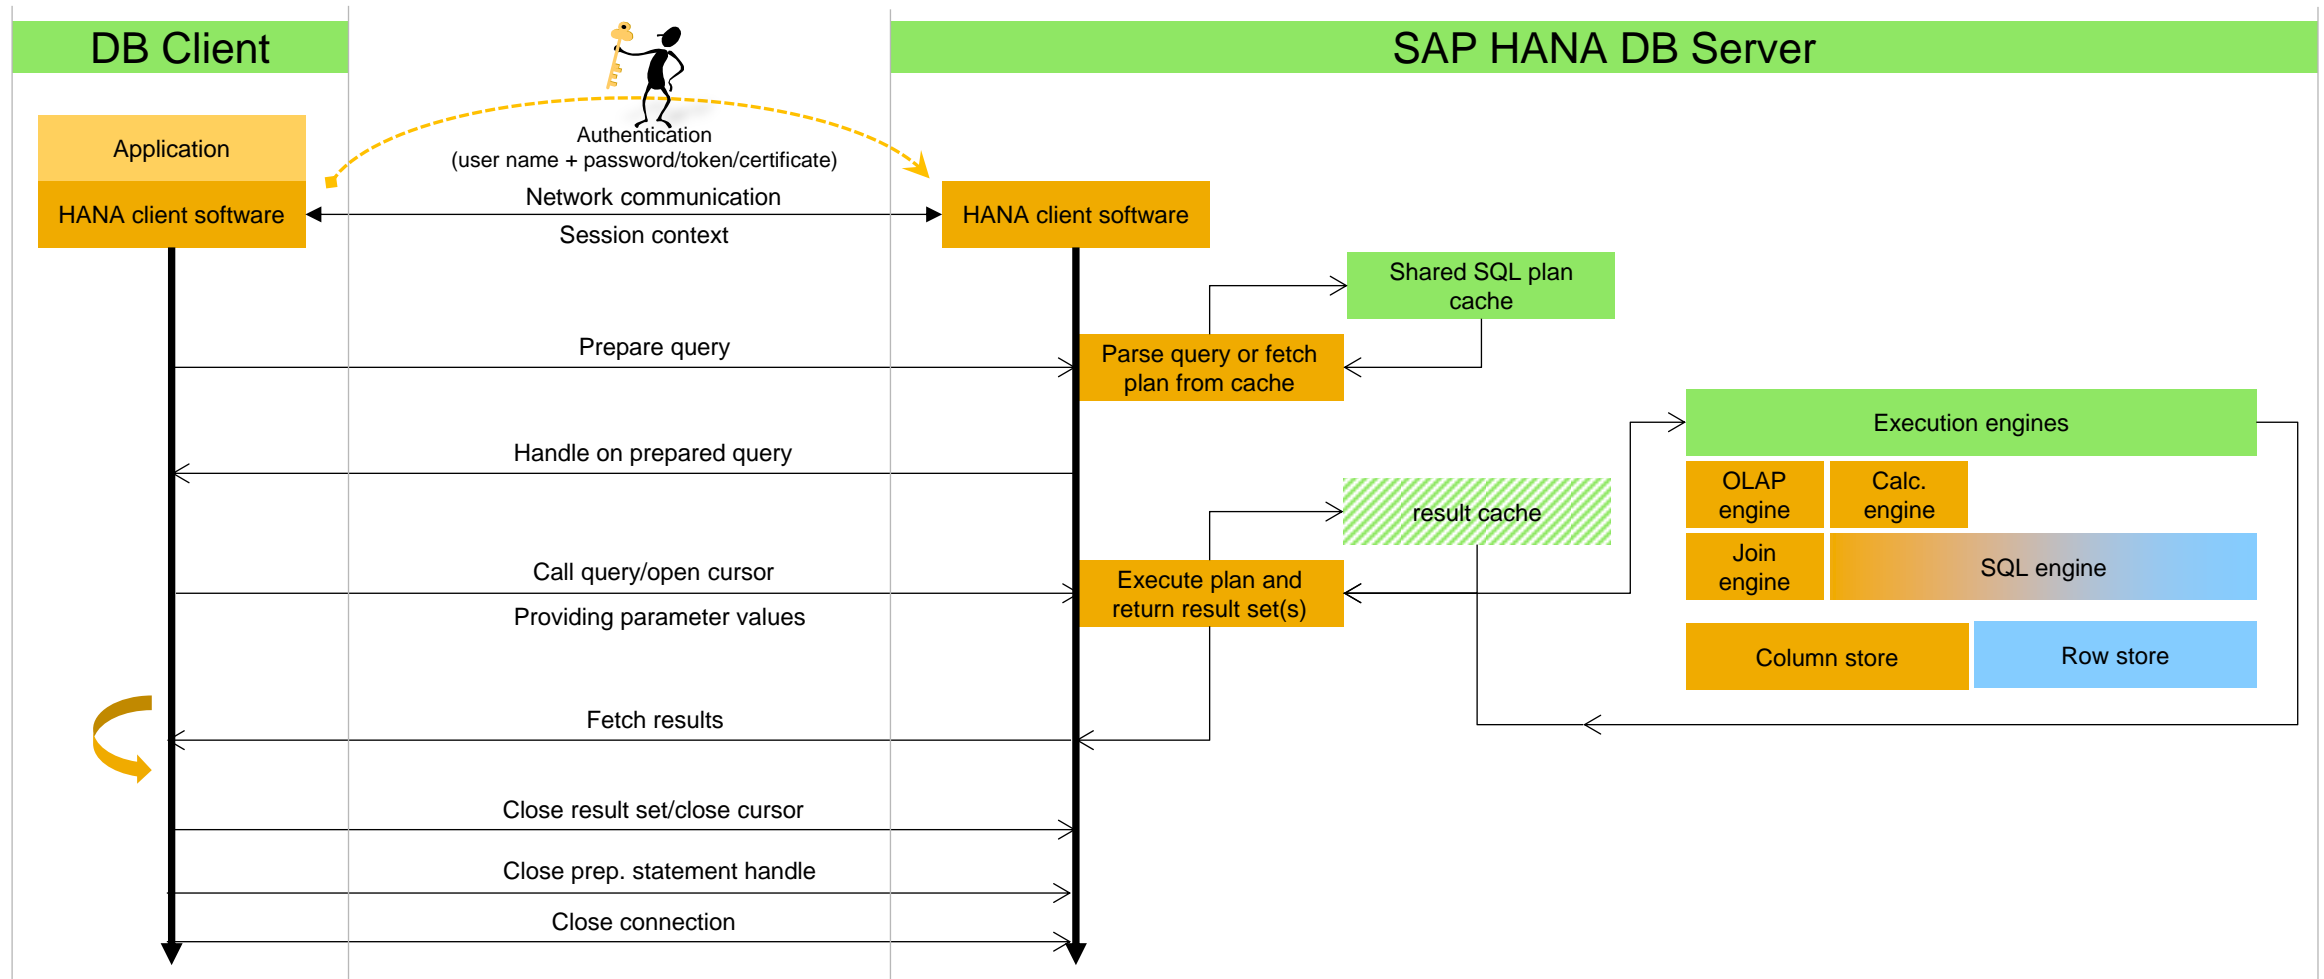 DB Client
SAP HANA DB Server
Authentication
(user name + password/token/certificate)
Application
Network communication
HANA client software
HANA client software
Session context
Shared SQL plan
cache
Prepare query
Parse query or fetch
plan from cache
Execution engines
Handle on prepared query
OLAP
engine
Calc.
engine
result cache
Join
engine
SQL engine
Call query/open cursor
Execute plan and
return result set(s)
Providing parameter values
Column store
Row store
Fetch results
Close result set/close cursor
Close prep. statement handle
Close connection